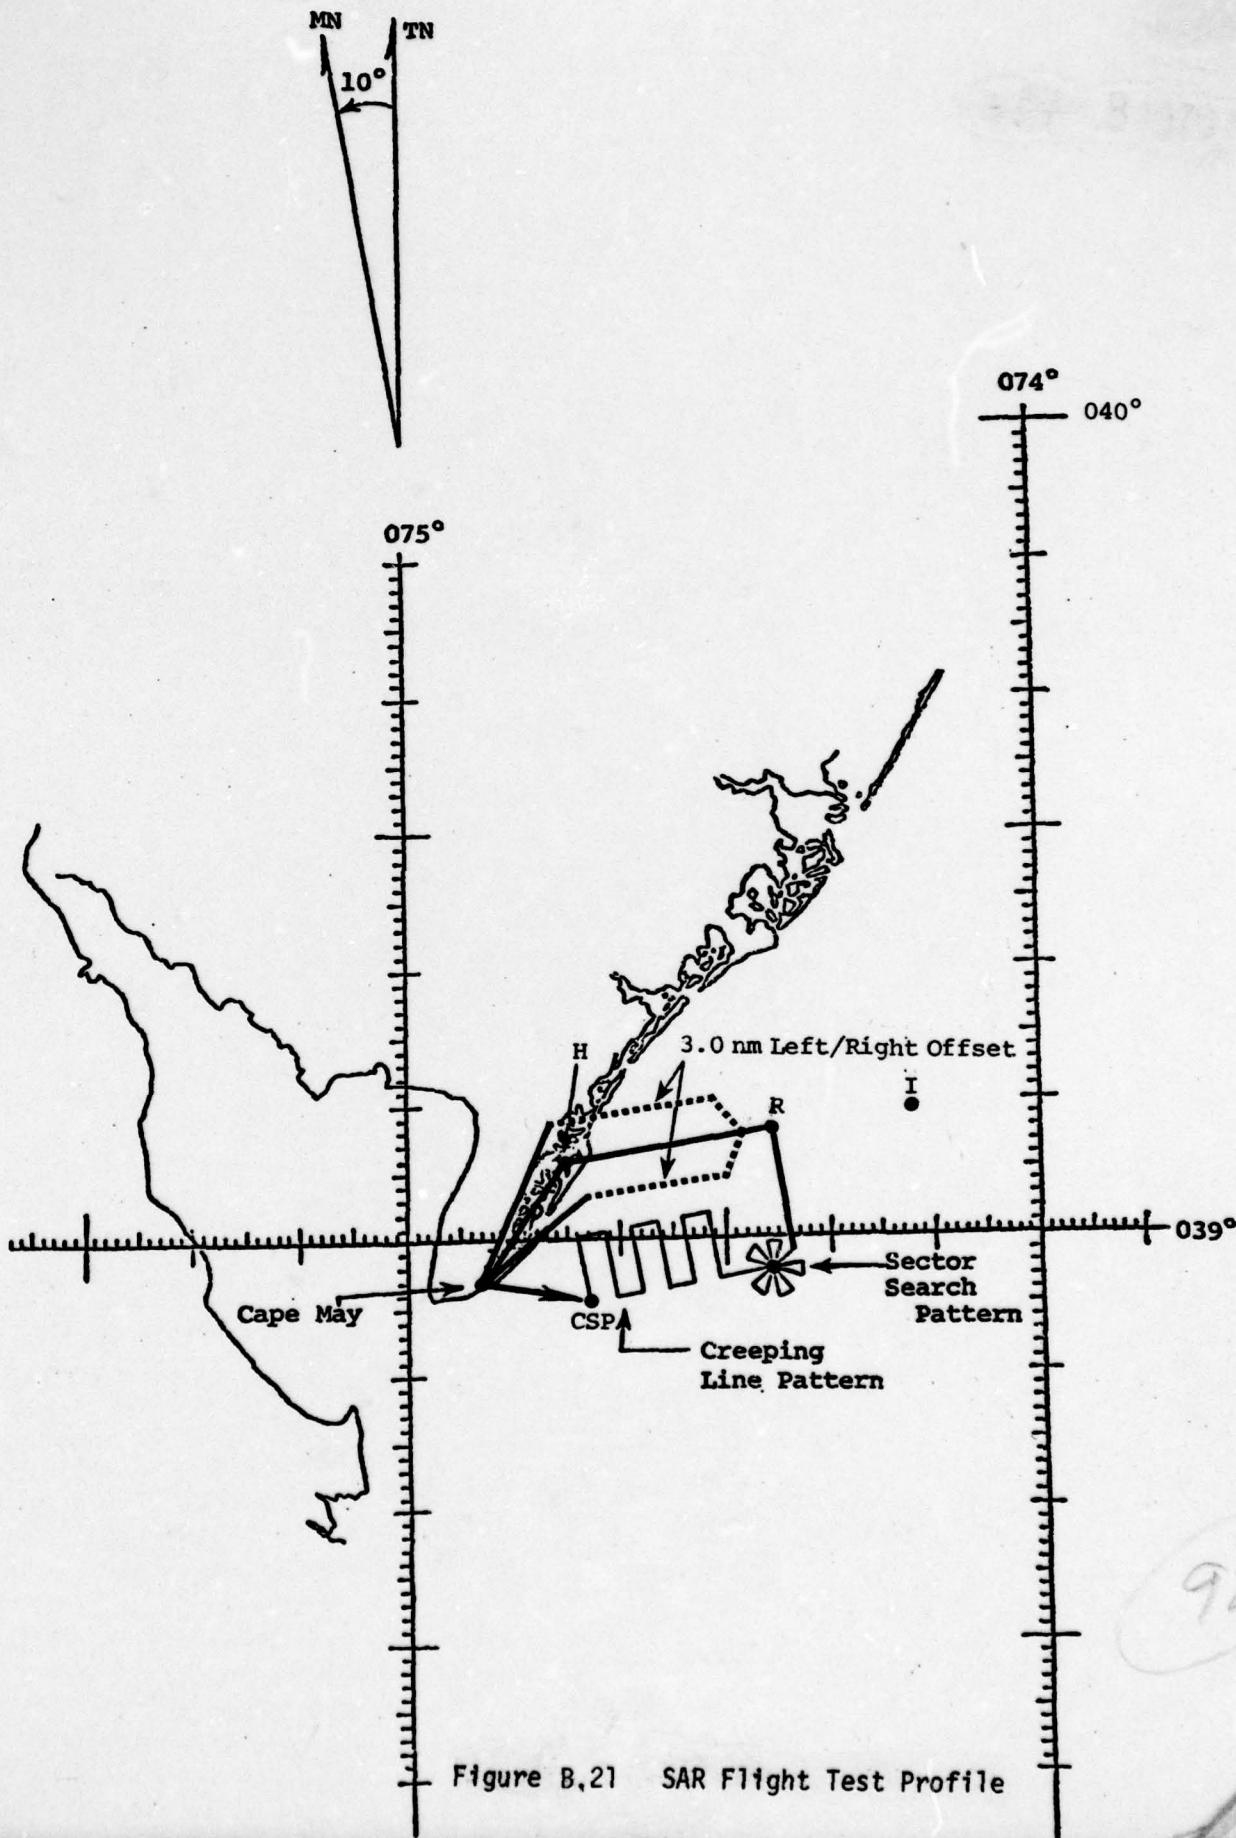 MN
TN
10°
074°
040°
075°
H
3.0 nm Left/Right Offset
I
R
039°
Cape May
CSP
Sector
Search
Pattern
Creeping
Line Pattern
Figure B.21 SAR Flight Test Profile